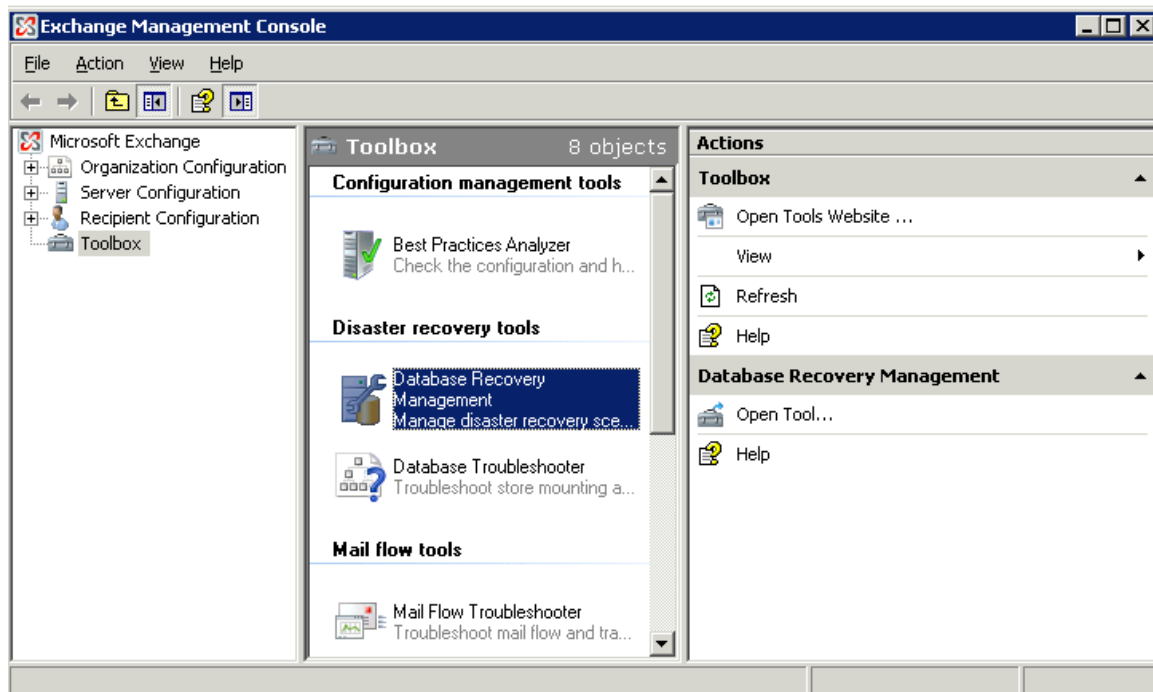 Exchange Management Console
File Action View Help
Microsoft Exchange
Organization Configuration
Server Configuration
Recipient Configuration
Toolbox
Toolbox 8 objects
Configuration management tools
Best Practices Analyzer
Check the configuration and h...
Disaster recovery tools
Database Recovery
Management
Manage disaster recovery sce...
Database Troubleshooter
Troubleshoot store mounting a...
Mail flow tools
Mail Flow Troubleshooter
Troubleshoot mail flow and tra...
Actions
Toolbox
Open Tools Website ...
View
Refresh
Help
Database Recovery Management
Open Tool...
Help